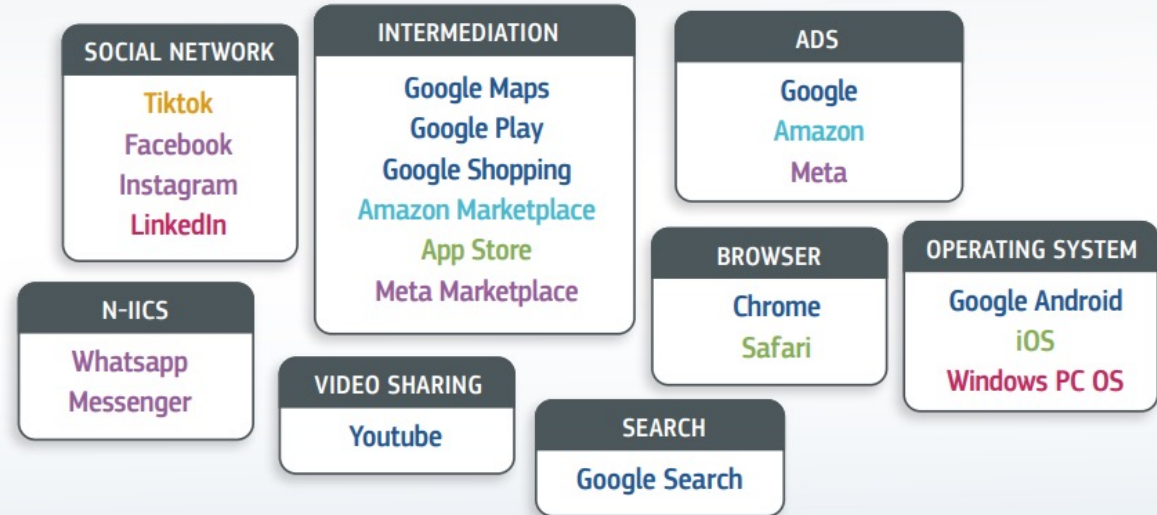 SOCIAL NETWORK
Tiktok
Facebook
Instagram
LinkedIn
INTERMEDIATION
Google Maps
Google Play
Google Shopping
Amazon Marketplace
App Store
Meta Marketplace
ADS
Google
Amazon
Meta
N-IICS
Whatsapp
Messenger
VIDEO SHARING
Youtube
BROWSER
Chrome
Safari
OPERATING SYSTEM
Google Android
iOS
Windows PC OS
SEARCH
Google Search